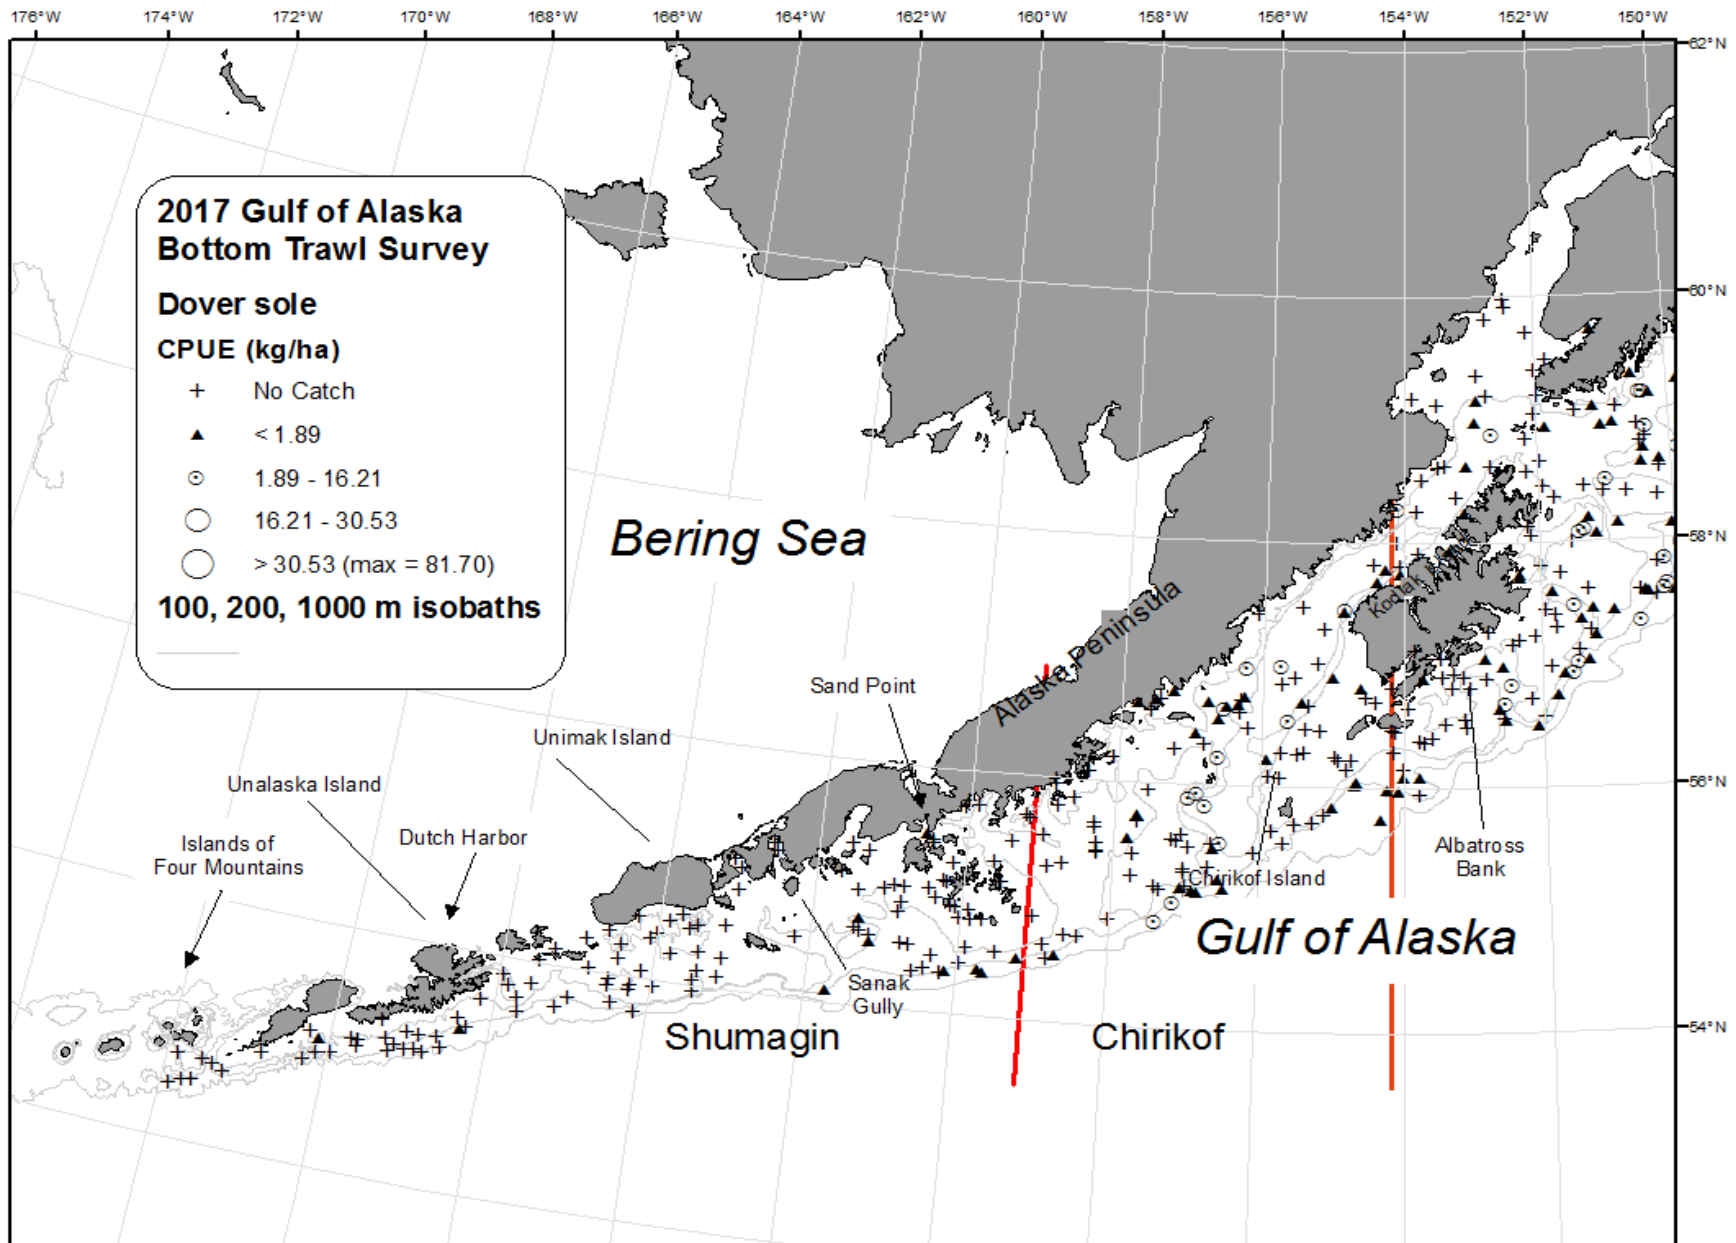 176°W 174°W 172°W 170°W 168°W 166°W 164°W 162°W 160°W 158°W 156°W 154°W 152°W 150°W
62°N
60°N
58°N
56°N
54°N
2017 Gulf of Alaska
Bottom Trawl Survey
Dover sole
CPUE (kg/ha)
No Catch
< 1.89
1.89 - 16.21
16.21 - 30.53
> 30.53 (max = 81.70)
100, 200, 1000 m isobaths
Bering Sea
Alaska Peninsula
Kodiak Island
Sand Point
Unimak Island
Unalaska Island
Dutch Harbor
Islands of
Four Mountains
Albatross
Bank
Chirikof Island
Gulf of Alaska
Sanak
Gully
Shumagin
Chirikof